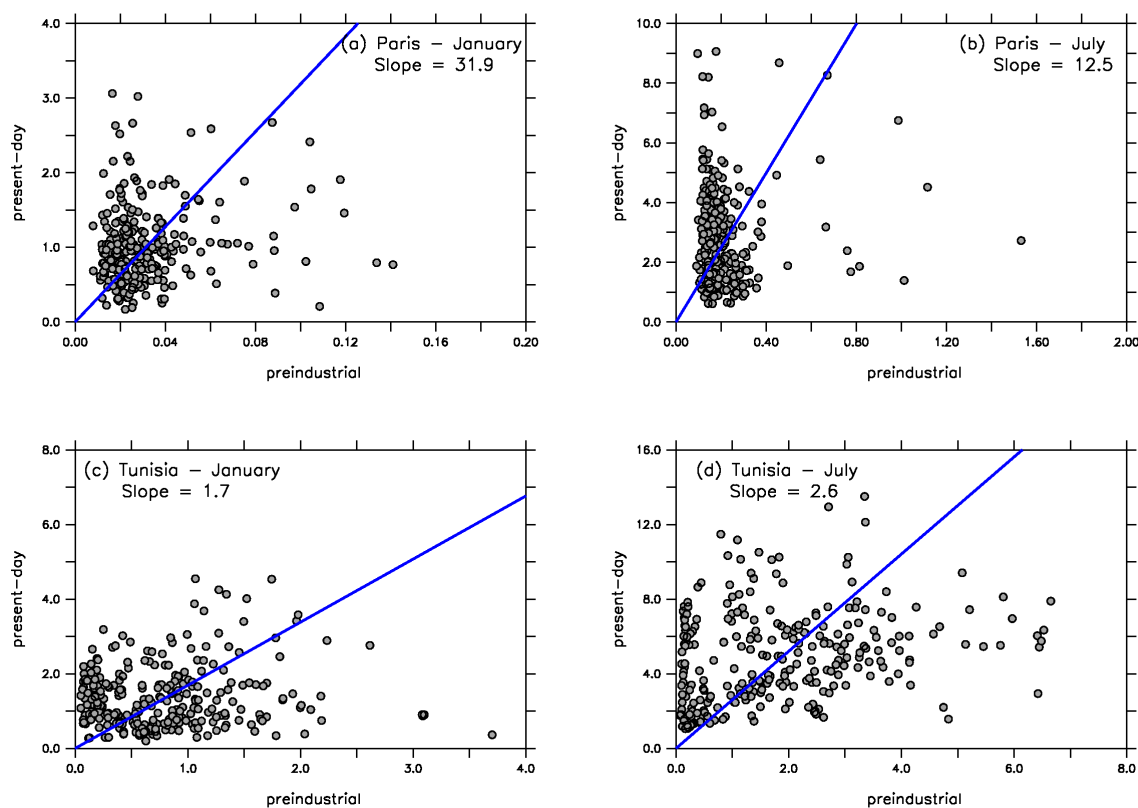 4.0
3.0
2.0
1.0
0.0
present-day
(a) Paris - January
Slope = 31.9
0.00 0.04 0.08 0.12 0.16 0.20
preindustrial
10.0
8.0
6.0
4.0
2.0
0.0
present-day
(b) Paris - July
Slope = 12.5
0.00 0.40 0.80 1.20 1.60 2.00
preindustrial
8.0
6.0
4.0
2.0
0.0
present-day
(c) Tunisia - January
Slope = 1.7
0.0 1.0 2.0 3.0 4.0
preindustrial
16.0
12.0
8.0
4.0
0.0
present-day
(d) Tunisia - July
Slope = 2.6
0.0 2.0 4.0 6.0 8.0
preindustrial